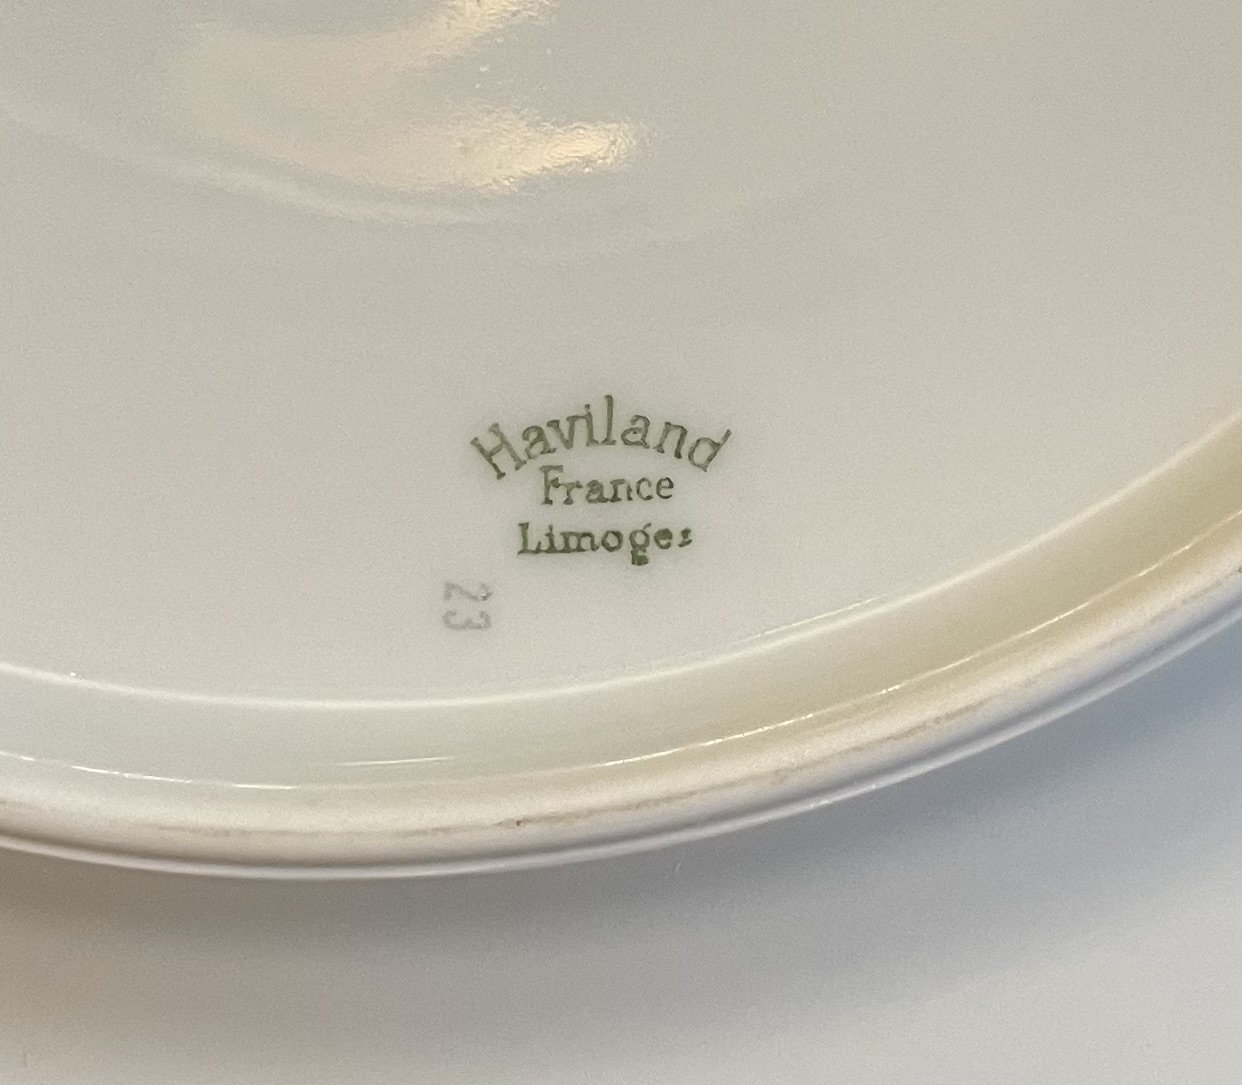 Haviland
France
Limoges
23